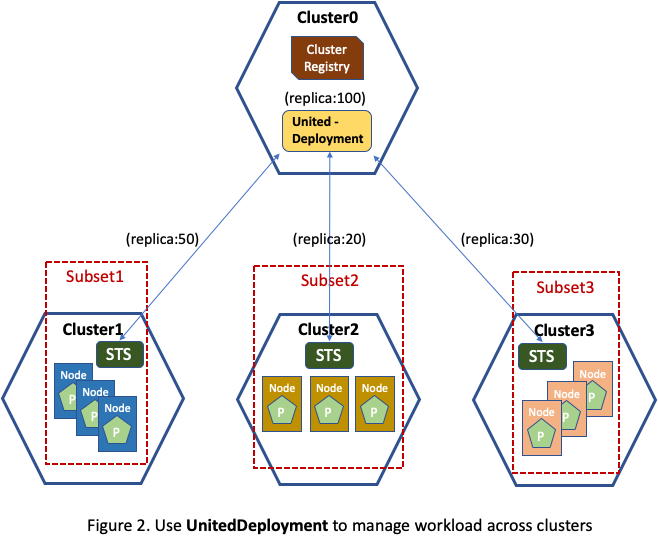 Cluster0
Cluster
Registry
(replica:100)
United -
Deployment
(replica:50)
(replica:20)
(replica:30)
Subset1
Subset2
Subset3
Cluster1
Cluster2
Cluster3
STS
STS
STS
Node
P
Node
P
Node
P
Node
P
Node
P
Node
P
Node
P
Node
P
Node
P
Figure 2. Use UnitedDeployment to manage workload across clusters